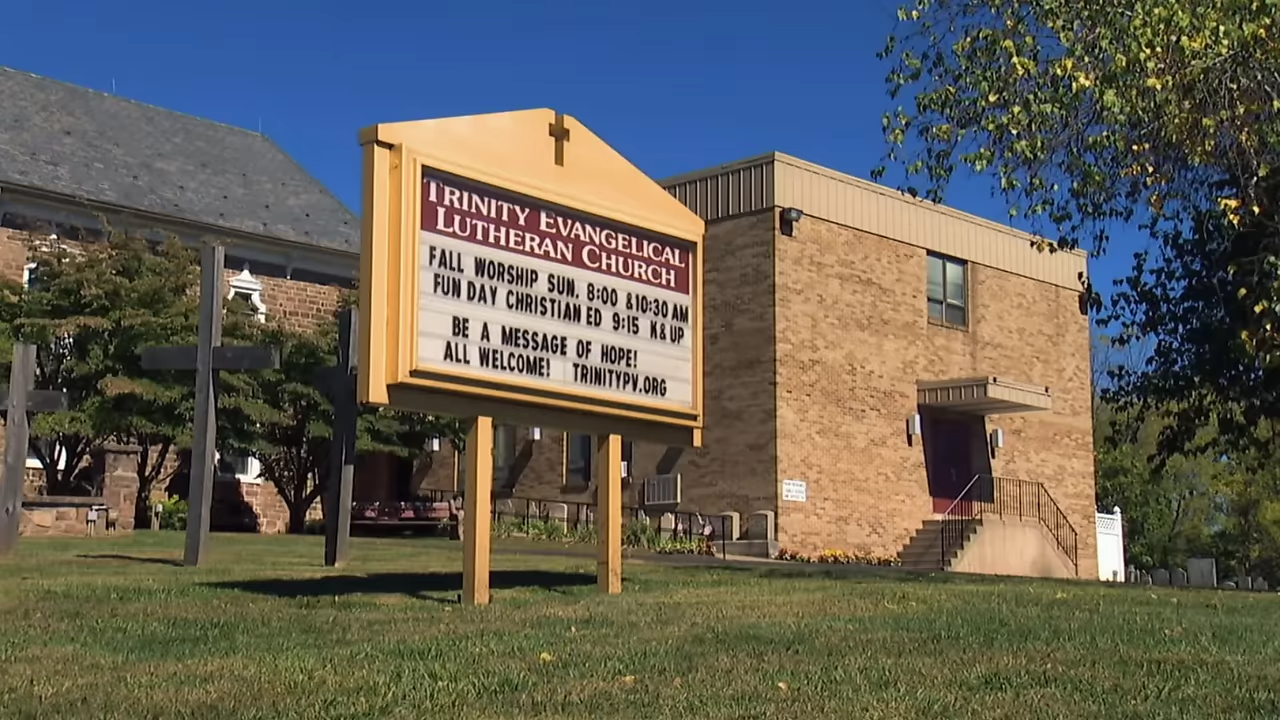 TRINITY EVANGELICAL
LUTHERAN CHURCH
FALL WORSHIP SUN. 8:00 &10:30 AM
FUN DAY CHRISTIAN ED 9:15 K&UP
BE A MESSAGE OF HOPE!
ALL WELCOME! TRINITYPV.ORG